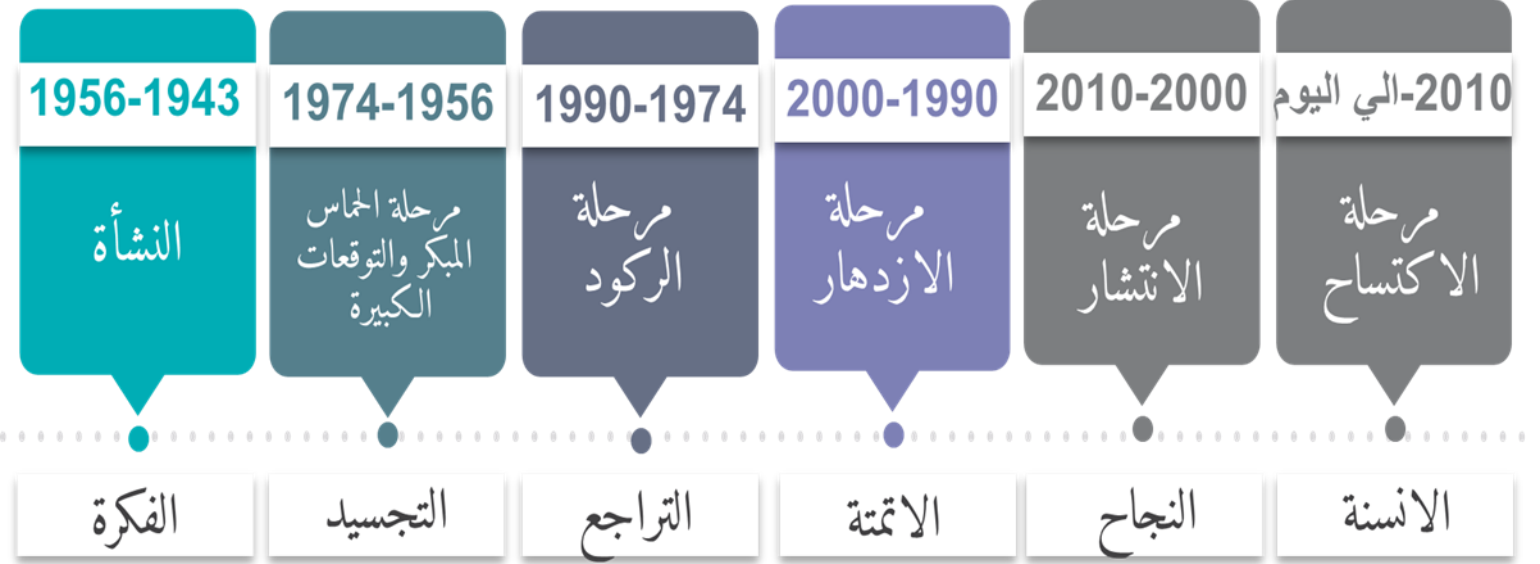 1956-1943
النشأة
الفكرة
1974-1956
مرحلة الحماس
المبكر والتوقعات
الكبيرة
التجسيد
1990-1974
مرحلة
الركود
التراجع
2000-1990
مرحلة
الازدهار
الاتمتة
2010-2000
مرحلة
الانتشار
النجاح
2010-الي اليوم
مرحلة
الاكتساح
الانسنة